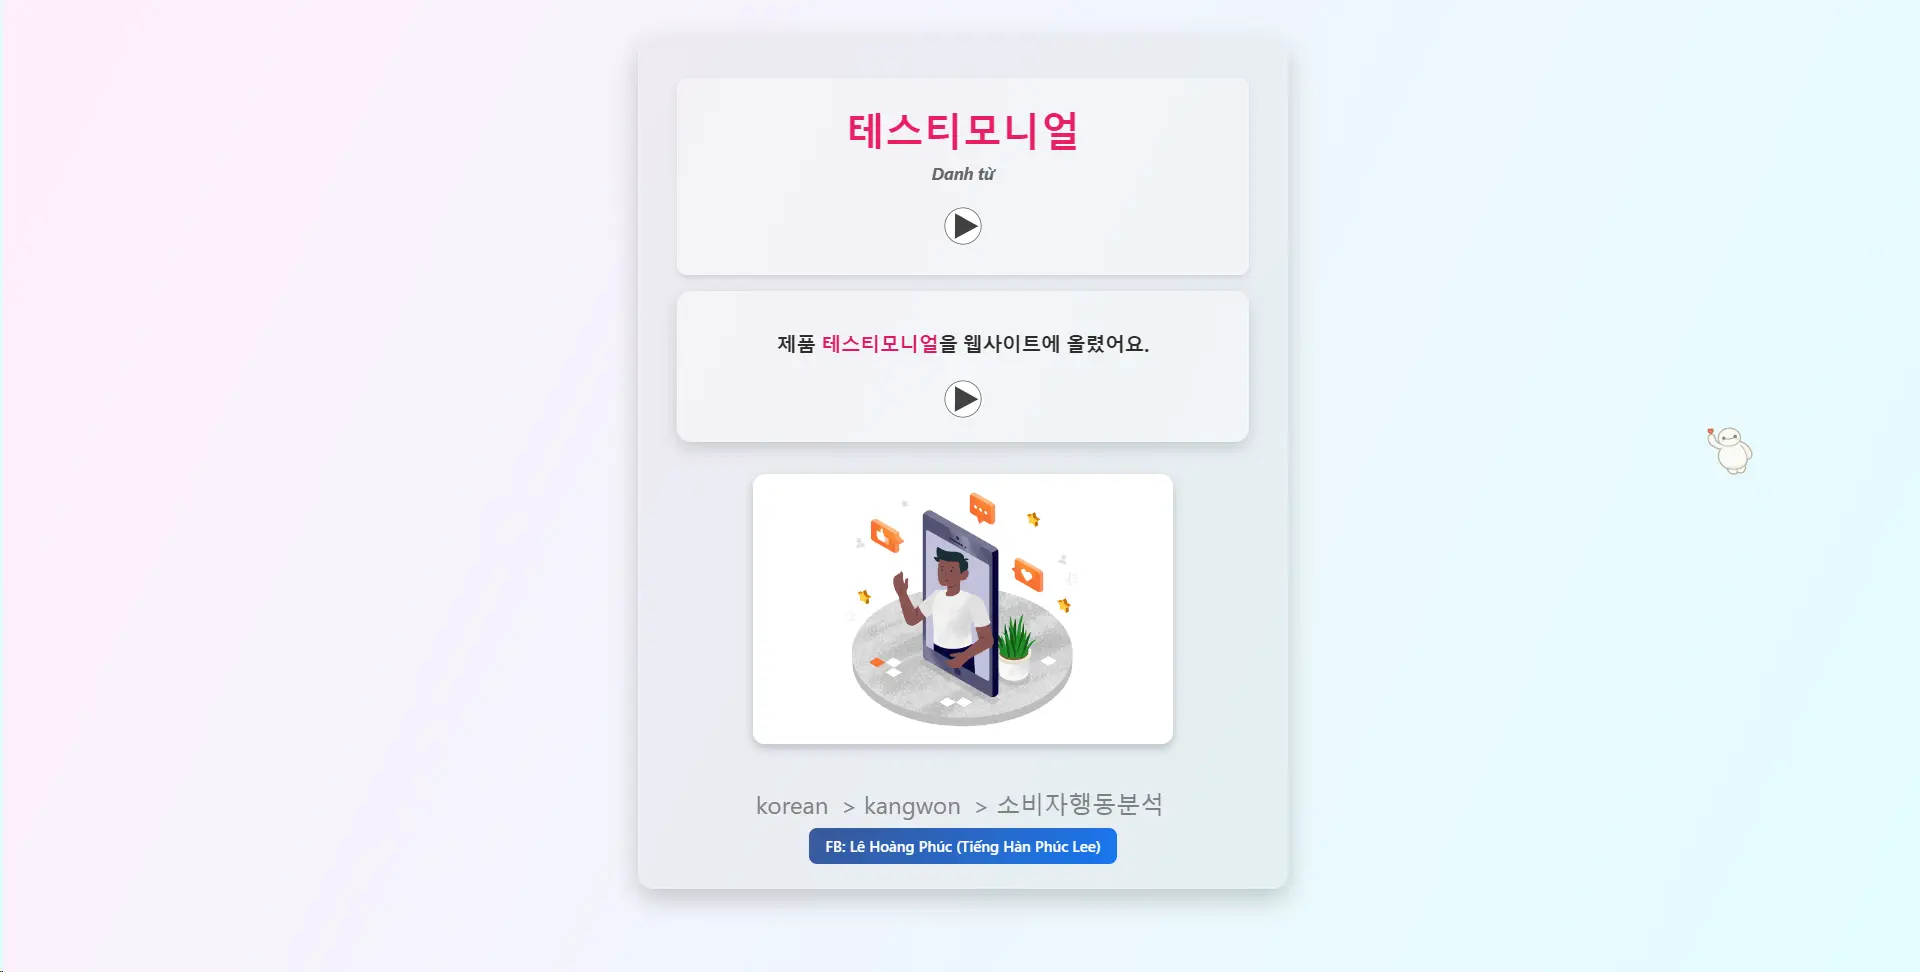 테스티모니얼
Danh từ
제품 테스티모니얼을 웹사이트에 올렸어요.
korean > kangwon > 소비자행동분석
FB: Lê Hoàng Phúc (Tiếng Hàn Phúc Lee)